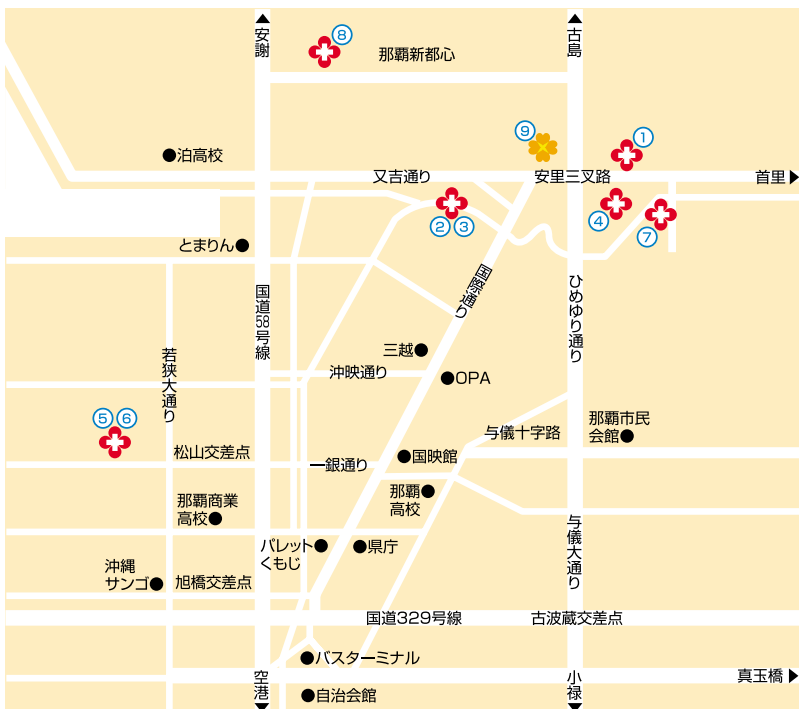 安謝
⑧
那覇新都心
古島
⑨
①
泊高校
又吉通り
安里三叉路
首里
②③
④
⑦
とまりん
国際通り
国道58号線
ひめゆり通り
三越
若狭大通り
沖映通り
OPA
⑤⑥
那覇市民
会館
与儀十字路
松山交差点
一銀通り
国映館
那覇
高校
那覇商業
高校
与儀大通り
パレット
くもじ
県庁
沖縄
サンゴ
旭橋交差点
国道329号線
古波蔵交差点
バスターミナル
空港
小禄
真玉橋
自治会館